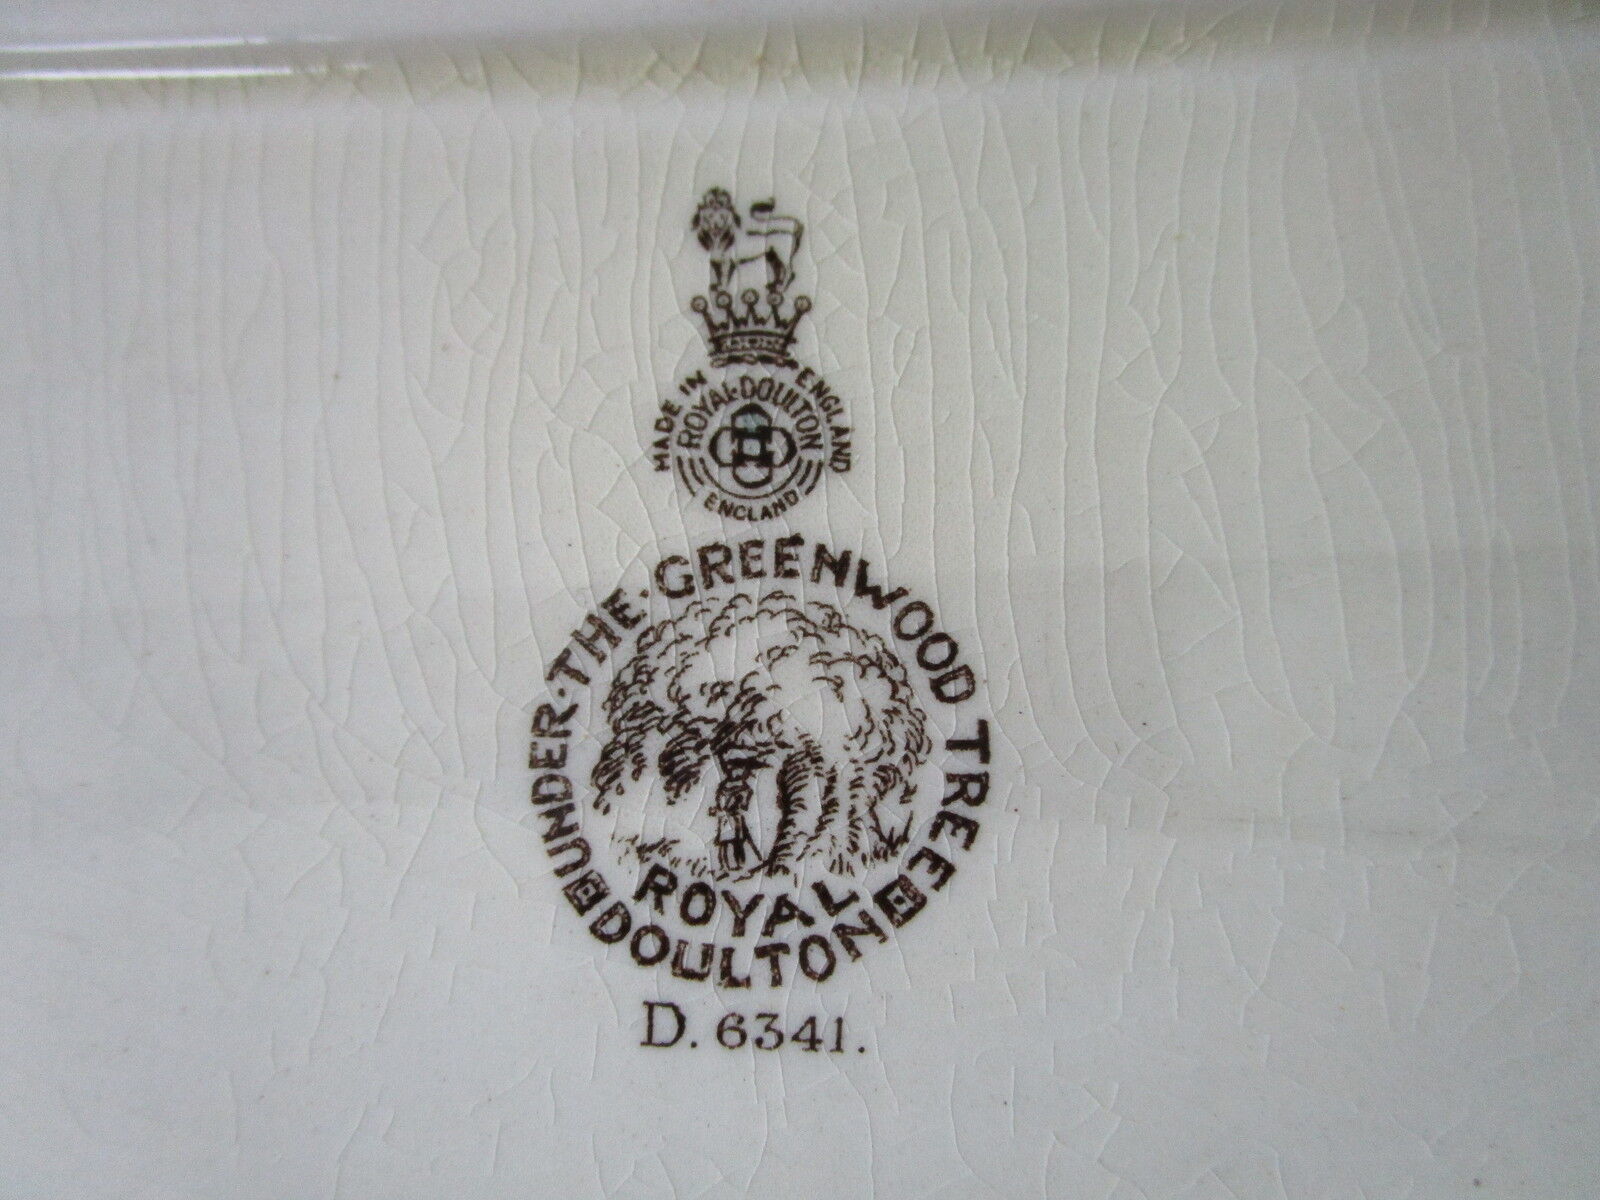 MADE IN ENGLAND
ROYAL DOULTON
ENGLAND
UNDER·THE·GREENWOOD TREE
ROYAL
DOULTON
D. 6341.